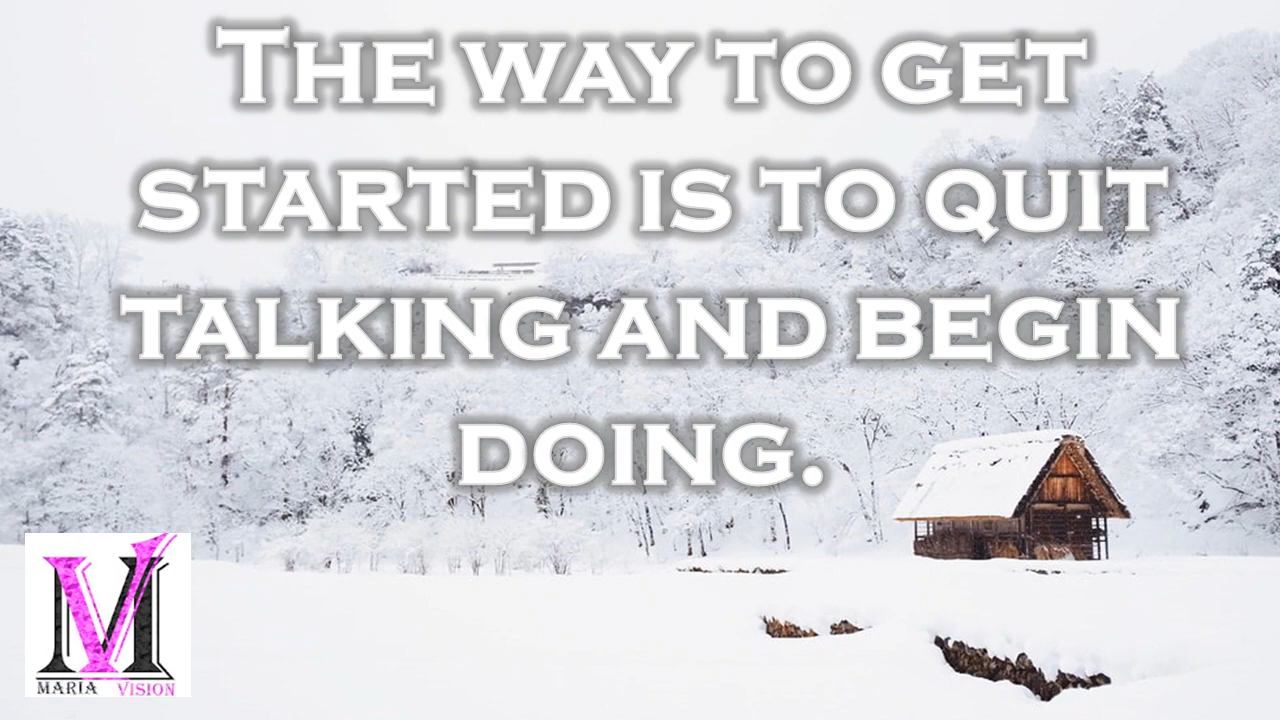 The way to get
started is to quit
talking and begin
doing.
MARIA VISION